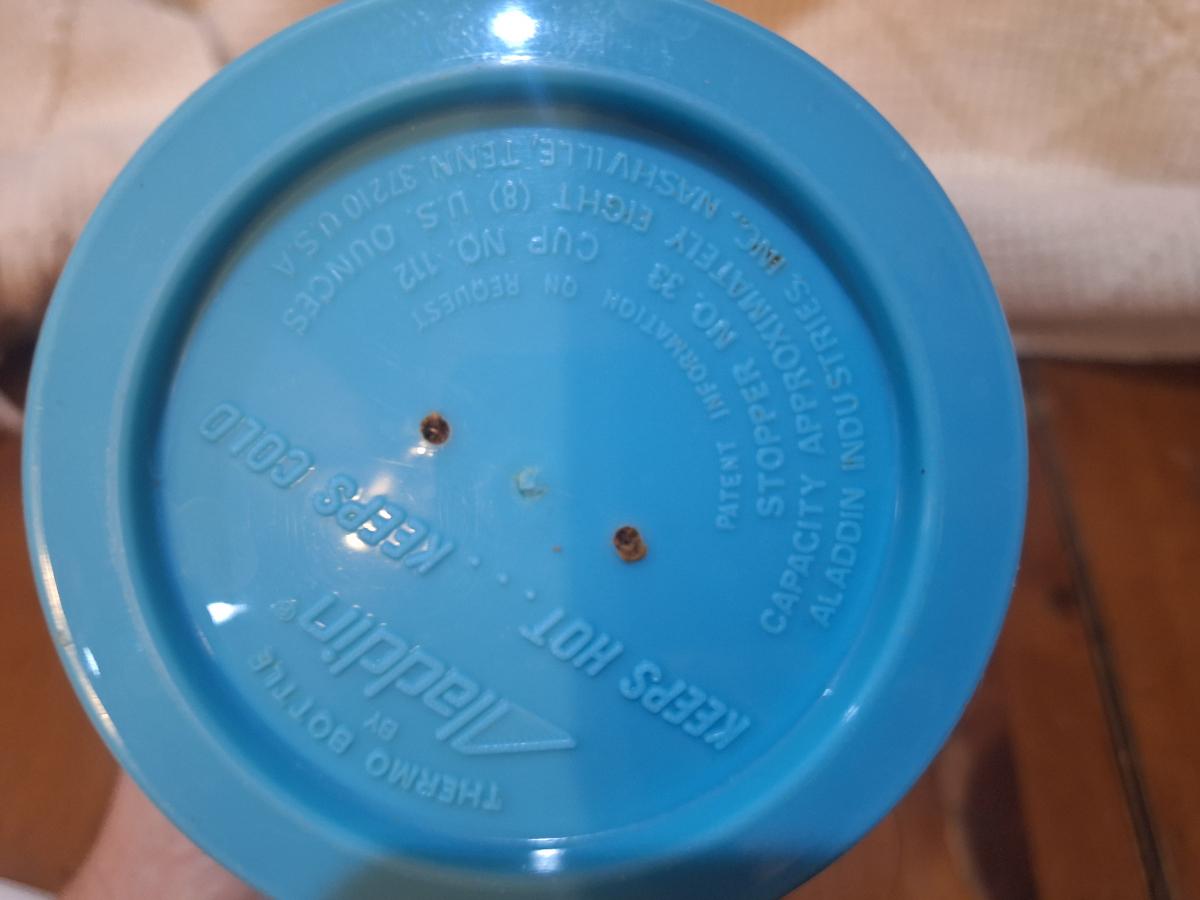 THERMO BOTTLE
BY
Aladdin®
KEEPS HOT . . . KEEPS COLD
PATENT INFORMATION ON REQUEST
STOPPER NO. 33 CUP NO. 112
CAPACITY APPROXIMATELY EIGHT (8) U.S. OUNCES
ALADDIN INDUSTRIES, INC., NASHVILLE, TENN. 37210 U.S.A